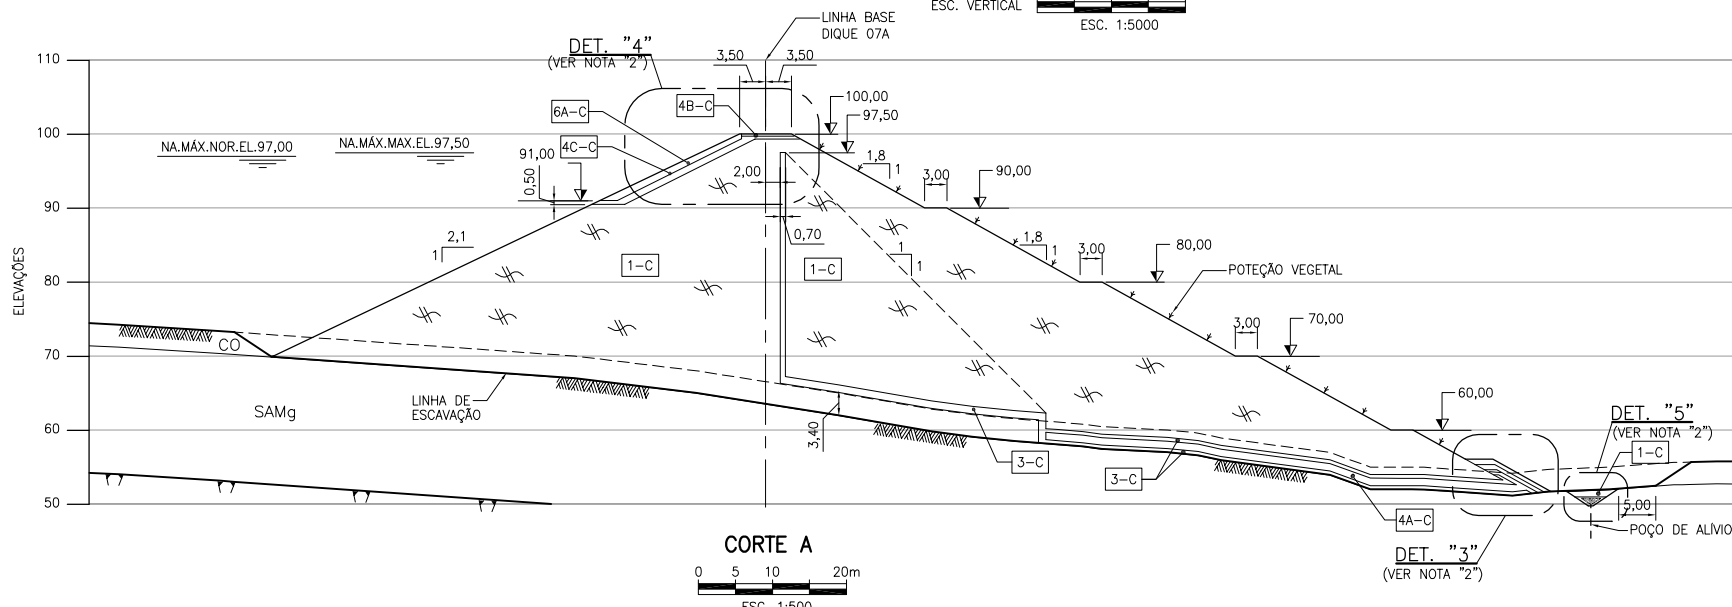 ESC. VERTICAL
ESC. 1:5000
LINHA BASE
DIQUE 07A
DET. "4"
(VER NOTA "2")
3,50
3,50
110
100
90
80
70
60
50
ELEVAÇÕES
6A-C
4B-C
4C-C
100,00
97,50
NA.MÁX.NOR.EL.97,00
NA.MÁX.MAX.EL.97,50
91,00
0,50
2,00
0,70
1,8
1
3,00
90,00
2,1
1
1-C
1-C
1
1
1,8
1
3,00
80,00
POTEÇÃO VEGETAL
3,00
70,00
CO
SAMg
LINHA DE
ESCAVAÇÃO
3,40
3-C
3-C
60,00
DET. "5"
(VER NOTA "2")
1-C
5,00
4A-C
POÇO DE ALÍVIO
DET. "3"
(VER NOTA "2")
CORTE A
0 5 10 20m
ESC. 1:500